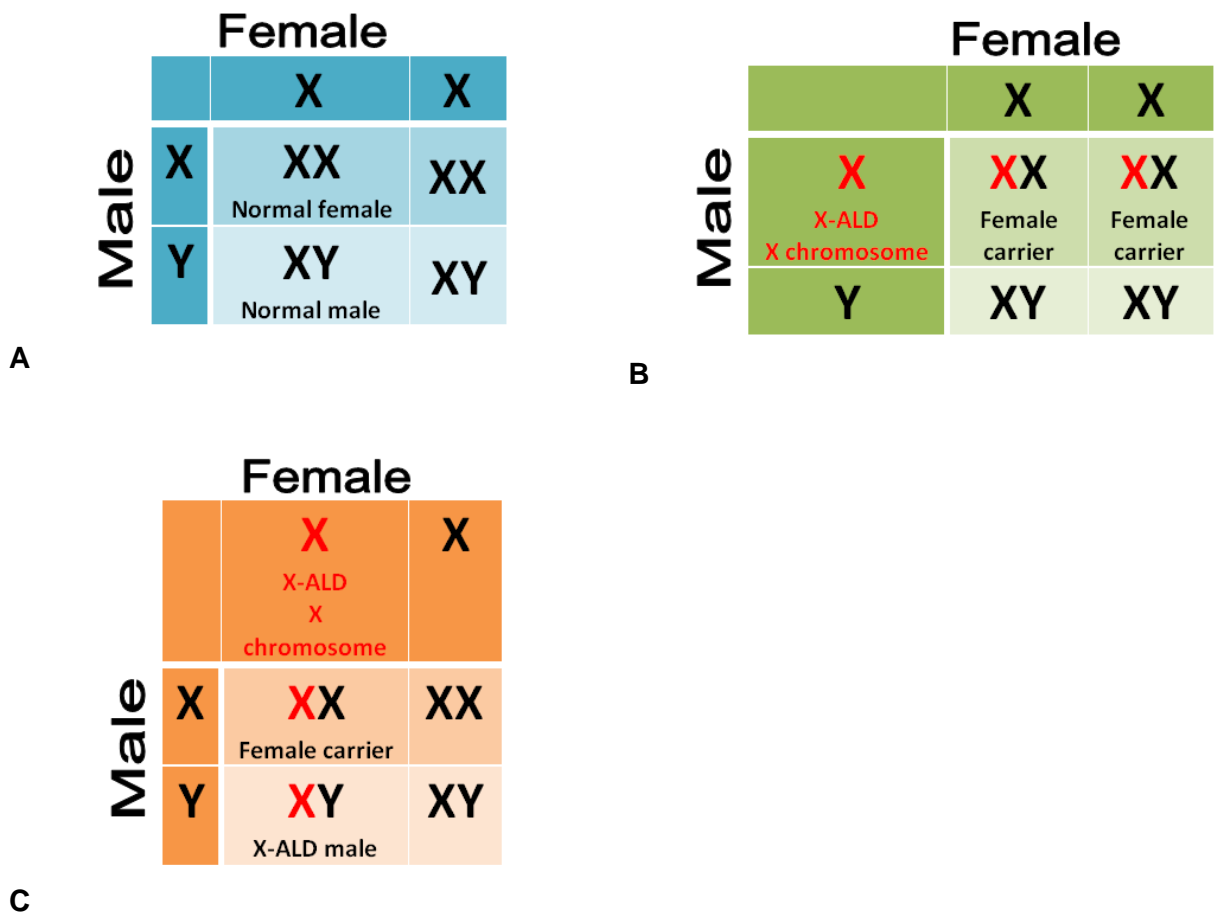 Female
X X
Male
X XX XX
Normal female
Y XY XY
Normal male
A
Female
X X
Male
X XX XX
X-ALD Female Female
X chromosome carrier carrier
Y XY XY
B
Female
X X
X-ALD
X
chromosome
Male
X XX XX
Female carrier
Y XY XY
X-ALD male
C